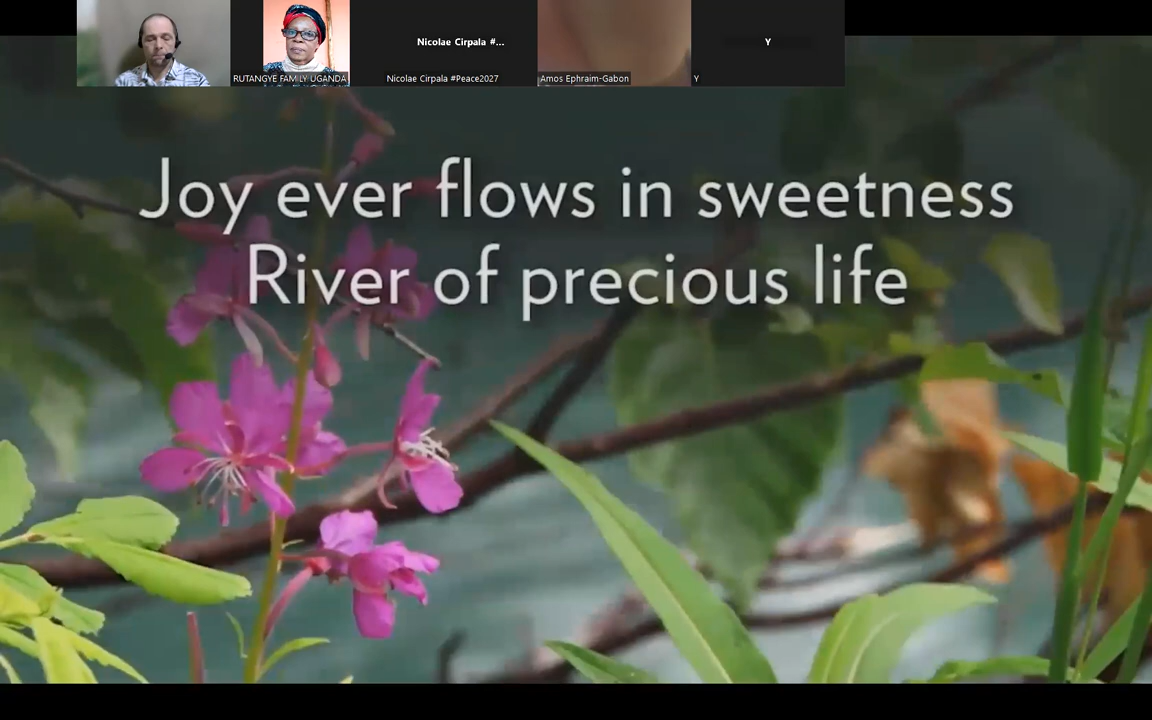 Nicolae Cirpala #...
Y
RUTANGYE FAMILY UGANDA
Nicolae Cirpala #Peace2027
Amos Ephraim-Gabon
Y
Joy ever flows in sweetness
River of precious life